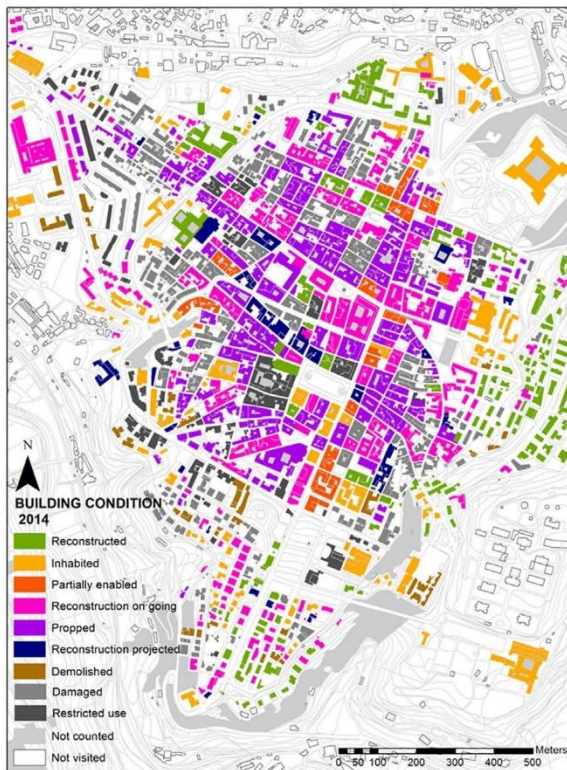 N
BUILDING CONDITION
2014
Reconstructed
Inhabited
Partially enabled
Reconstruction on going
Propped
Reconstruction projected
Demolished
Damaged
Restricted use
Not counted
Not visited
Meters
0 50 100 200 300 400 500